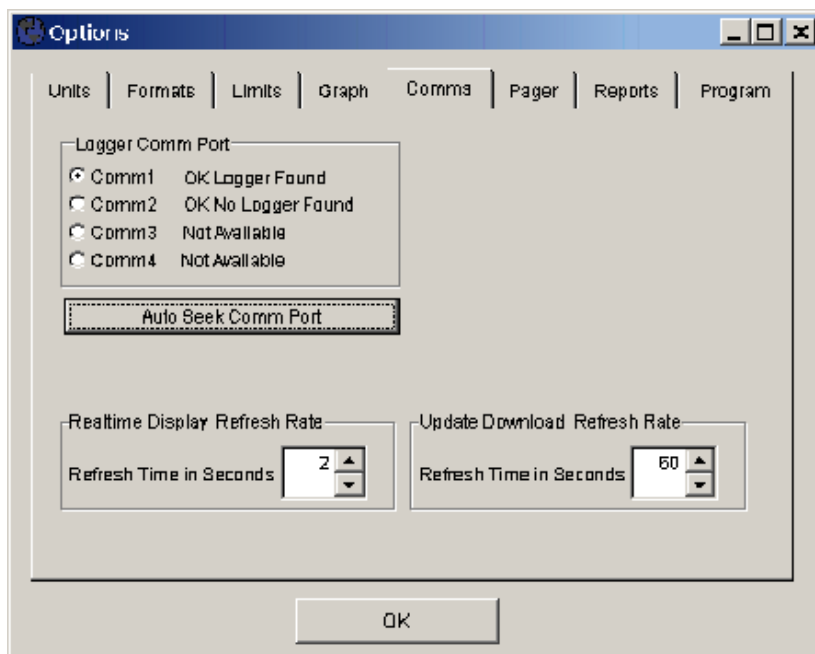 Options
Units Formats Limits Graph Comms Pager Reports Program
Logger Comm Port
Comm1 OK Logger Found
Comm2 OK No Logger Found
Comm3 Not Available
Comm4 Not Available
Auto Seek Comm Port
Realtime Display Refresh Rate
Refresh Time in Seconds 2
Update Download Refresh Rate
Refresh Time in Seconds 60
OK